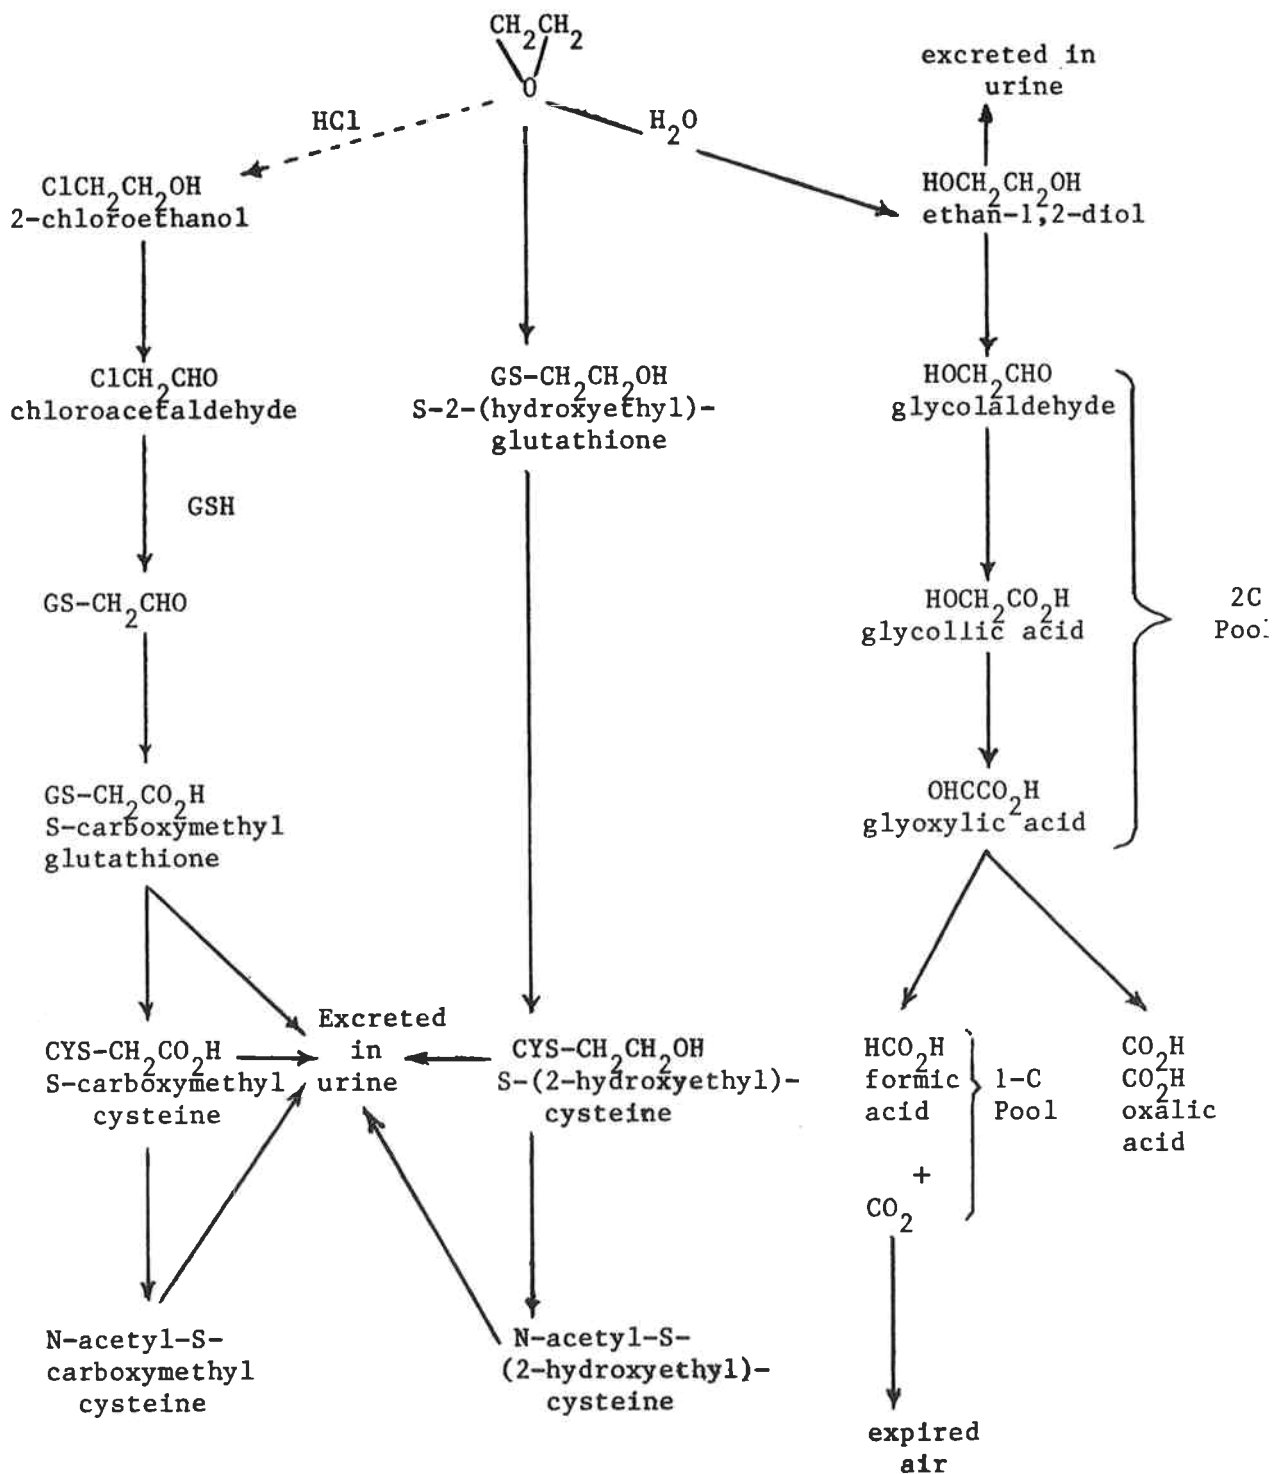 CH2CH2
O
HCl
H2O
excreted in
urine
ClCH2CH2OH
2-chloroethanol
HOCH2CH2OH
ethan-1,2-diol
ClCH2CHO
chloroacetaldehyde
GS-CH2CH2OH
S-2-(hydroxyethyl)-
glutathione
HOCH2CHO
glycolaldehyde
GSH
GS-CH2CHO
HOCH2CO2H
glycollic acid
2C
Pool
GS-CH2CO2H
S-carboxymethyl
glutathione
OHCCO2H
glyoxylic acid
CYS-CH2CO2H
S-carboxymethyl
cysteine
Excreted
in
urine
CYS-CH2CH2OH
S-(2-hydroxyethyl)-
cysteine
HCO2H
formic
acid
+
CO2
1-C
Pool
CO2H
CO2H
oxalic
acid
N-acetyl-S-
carboxymethyl
cysteine
N-acetyl-S-
(2-hydroxyethyl)-
cysteine
expired
air